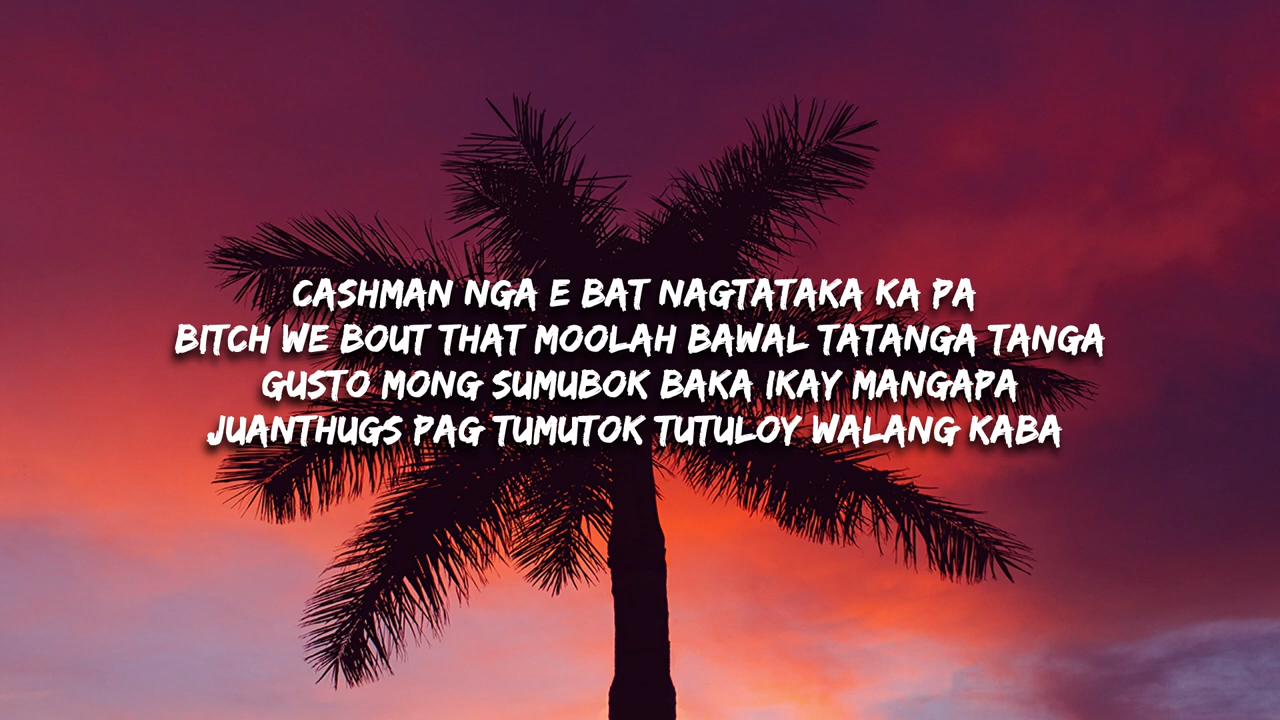 CASHMAN NGA E BAT NAGTATAKA KA PA
BITCH WE BOUT THAT MOOLAH BAWAL TATANGA TANGA
GUSTO MONG SUMUBOK BAKA IKAY MANGAPA
JUANTHUGS PAG TUMUTOK TUTULOY WALANG KABA